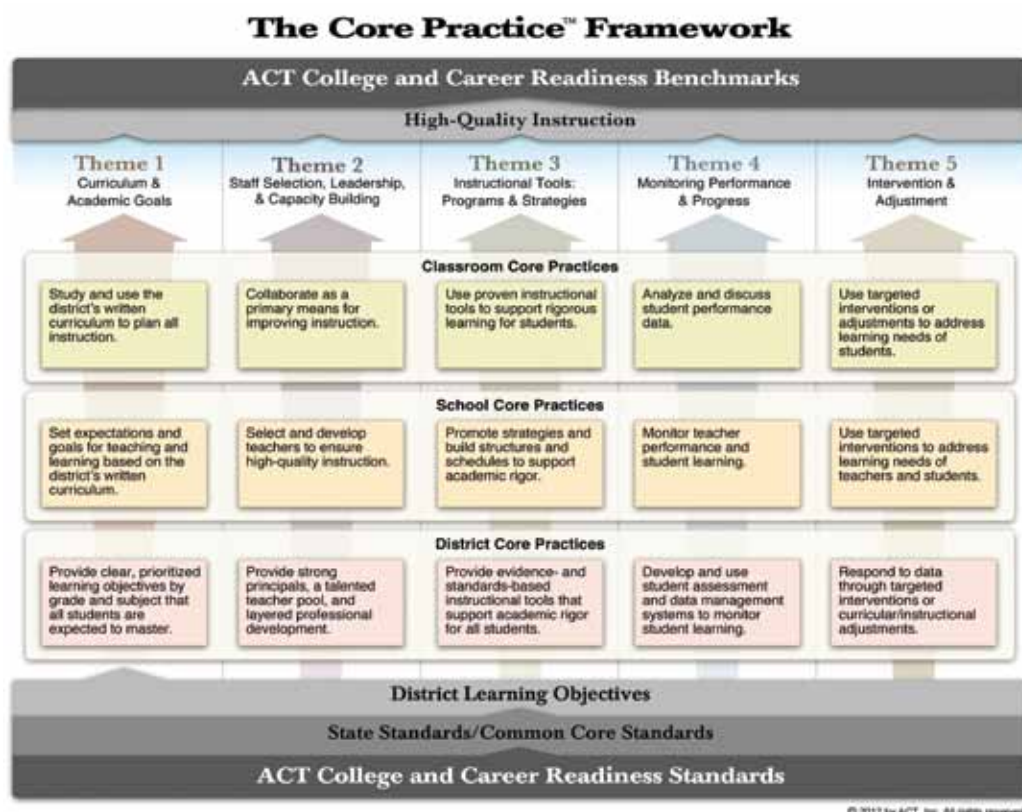 The Core Practice™ Framework
ACT College and Career Readiness Benchmarks
High-Quality Instruction
Theme 1
Curriculum &
Academic Goals
Theme 2
Staff Selection, Leadership,
& Capacity Building
Theme 3
Instructional Tools:
Programs & Strategies
Theme 4
Monitoring Performance
& Progress
Theme 5
Intervention &
Adjustment
Classroom Core Practices
Study and use the
district's written
curriculum to plan all
instruction.
Collaborate as a
primary means for
improving instruction.
Use proven instructional
tools to support rigorous
learning for students.
Analyze and discuss
student performance
data.
Use targeted
interventions or
adjustments to address
learning needs of
students.
School Core Practices
Set expectations and
goals for teaching and
learning based on the
district's written
curriculum.
Select and develop
teachers to ensure
high-quality instruction.
Promote strategies and
build structures and
schedules to support
academic rigor.
Monitor teacher
performance and
student learning.
Use targeted
interventions to address
learning needs of
teachers and students.
District Core Practices
Provide clear, prioritized
learning objectives by
grade and subject that
all students are
expected to master.
Provide strong
principals, a talented
teacher pool, and
layered professional
development.
Provide evidence- and
standards-based
instructional tools that
support academic rigor
for all students.
Develop and use
student assessment
and data management
systems to monitor
student learning.
Respond to data
through targeted
interventions or
curricular/instructional
adjustments.
District Learning Objectives
State Standards/Common Core Standards
ACT College and Career Readiness Standards
© 2012 by ACT, Inc. All rights reserved.